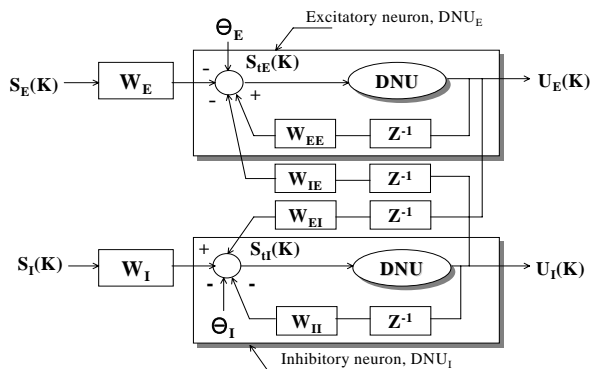 Excitatory neuron, DNU_E
Θ_E
S_tE(K)
S_E(K)
W_E
-
-
+
DNU
U_E(K)
W_EE
Z^-1
W_IE
Z^-1
W_EI
Z^-1
S_tI(K)
S_I(K)
W_I
+
-
-
DNU
U_I(K)
Θ_I
W_II
Z^-1
Inhibitory neuron, DNU_I